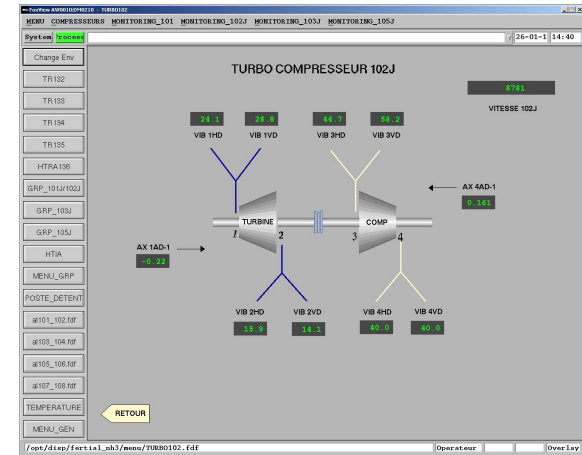 FoxView AW0010:DM0210 - TURBO102
MENU COMPRESSEURS MONITORING_101 MONITORING_102J MONITORING_103J MONITORING_105J
System Process 26-01-1 14:40
Change Env
TR132
TR133
TR134
TR135
HTRA136
GRP_101J/102J
GRP_103J
GRP_105J
HTIA
MENU_GRP
POSTE_DETENT
al101_102.fdf
al103_104.fdf
al105_106.fdf
al107_108.fdf
TEMPERATURE
MENU_GEN
TURBO COMPRESSEUR 102J
8781
VITESSE 102J
24.1 28.8 44.7 58.2
VIB 1HD VIB 1VD VIB 3HD VIB 3VD
AX 4AD-1
0.161
TURBINE COMP
1 2 3 4
AX 1AD-1
-0.22
VIB 2HD VIB 2VD VIB 4HD VIB 4VD
15.9 14.1 40.0 40.0
RETOUR
/opt/disp/fertial_nh3/menu/TURBO102.fdf Operateur Overlay